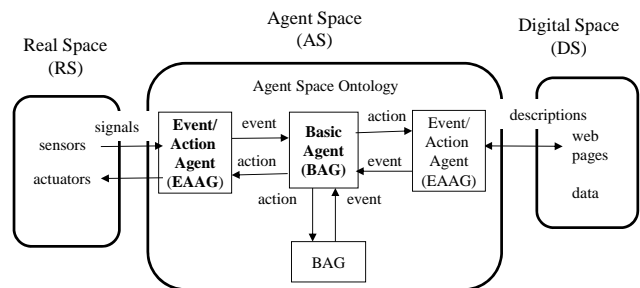 Real Space
(RS)
Agent Space
(AS)
Digital Space
(DS)
Agent Space Ontology
signals
sensors
actuators
Event/
Action
Agent
(EAAG)
event
action
Basic
Agent
(BAG)
action
event
Event/
Action
Agent
(EAAG)
descriptions
web
pages
data
action
event
BAG